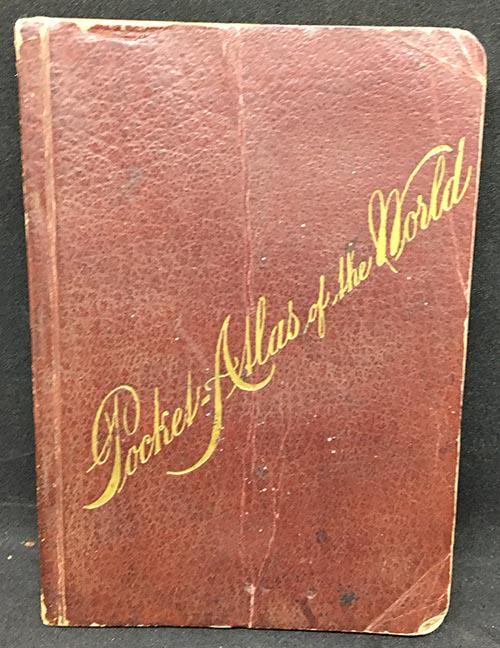 Pocket=Atlas of the World